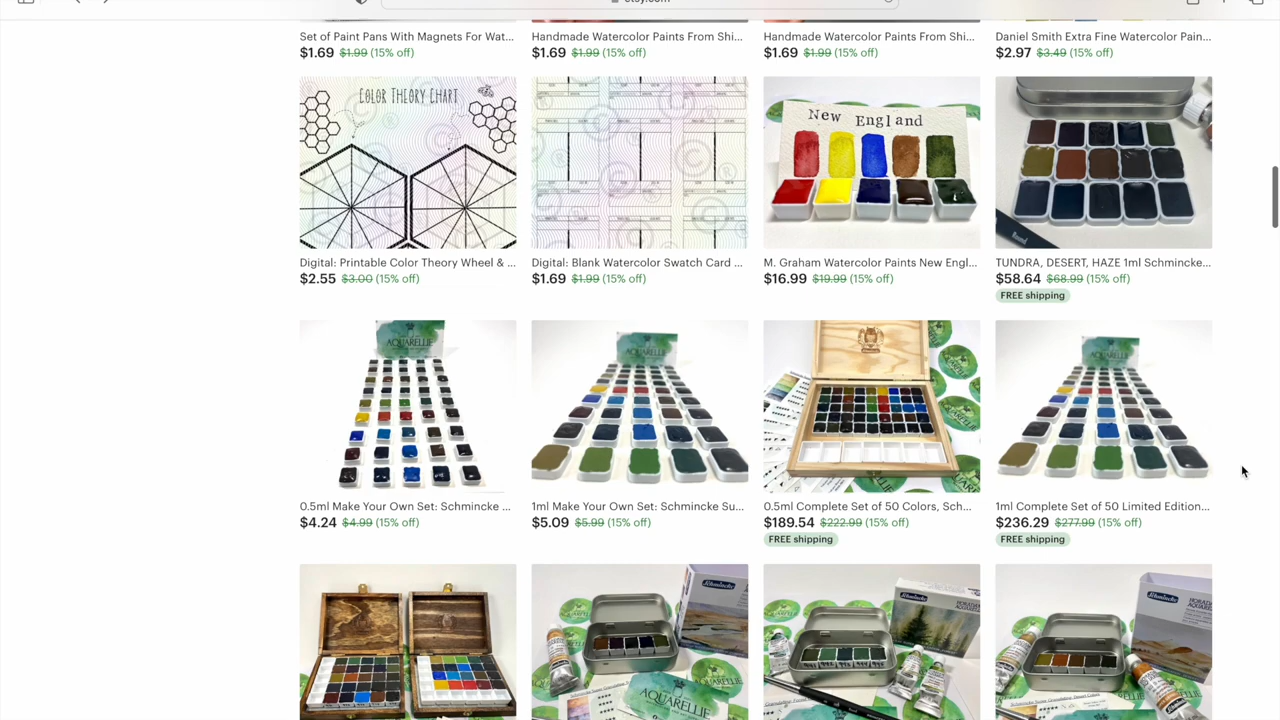 etsy.com
Set of Paint Pans With Magnets For Wat...
$1.69 $1.99 (15% off)
Handmade Watercolor Paints From Shi...
$1.69 $1.99 (15% off)
Handmade Watercolor Paints From Shi...
$1.69 $1.99 (15% off)
Daniel Smith Extra Fine Watercolor Pain...
$2.97 $3.49 (15% off)
COLOR THEORY CHART
Digital: Printable Color Theory Wheel & ...
$2.55 $3.00 (15% off)
Digital: Blank Watercolor Swatch Card ...
$1.69 $1.99 (15% off)
New England
M. Graham Watercolor Paints New Engl...
$16.99 $19.99 (15% off)
TUNDRA, DESERT, HAZE 1ml Schmincke...
$58.64 $68.99 (15% off)
FREE shipping
AQUARELLIE
0.5ml Make Your Own Set: Schmincke ...
$4.24 $4.99 (15% off)
AQUARELLIE
1ml Make Your Own Set: Schmincke Su...
$5.09 $5.99 (15% off)
0.5ml Complete Set of 50 Colors, Sch...
$189.54 $222.99 (15% off)
FREE shipping
AQUARELLIE
1ml Complete Set of 50 Limited Edition...
$236.29 $277.99 (15% off)
FREE shipping
Schmincke
AQUARELLIE
Schmincke
Schmincke